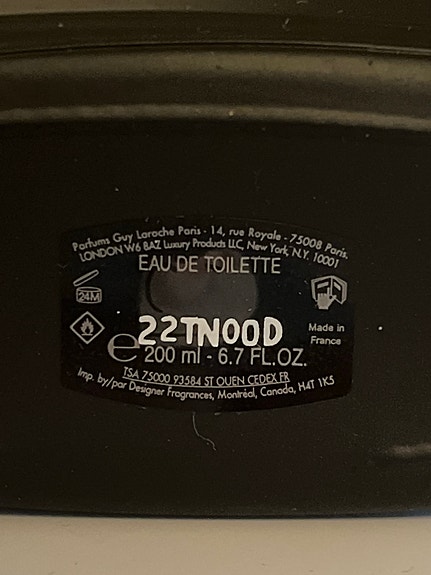 Parfums Guy Laroche Paris - 14, rue Royale - 75008 Paris.
LONDON W6 8AZ Luxury Products LLC, New York, N.Y. 10001
EAU DE TOILETTE
24M
22TN00D
Made in
France
e 200 ml - 6.7 FL.OZ.
TSA 75000 93584 ST OUEN CEDEX FR
Imp. by/par Designer Fragrances, Montréal, Canada, H4T 1K5